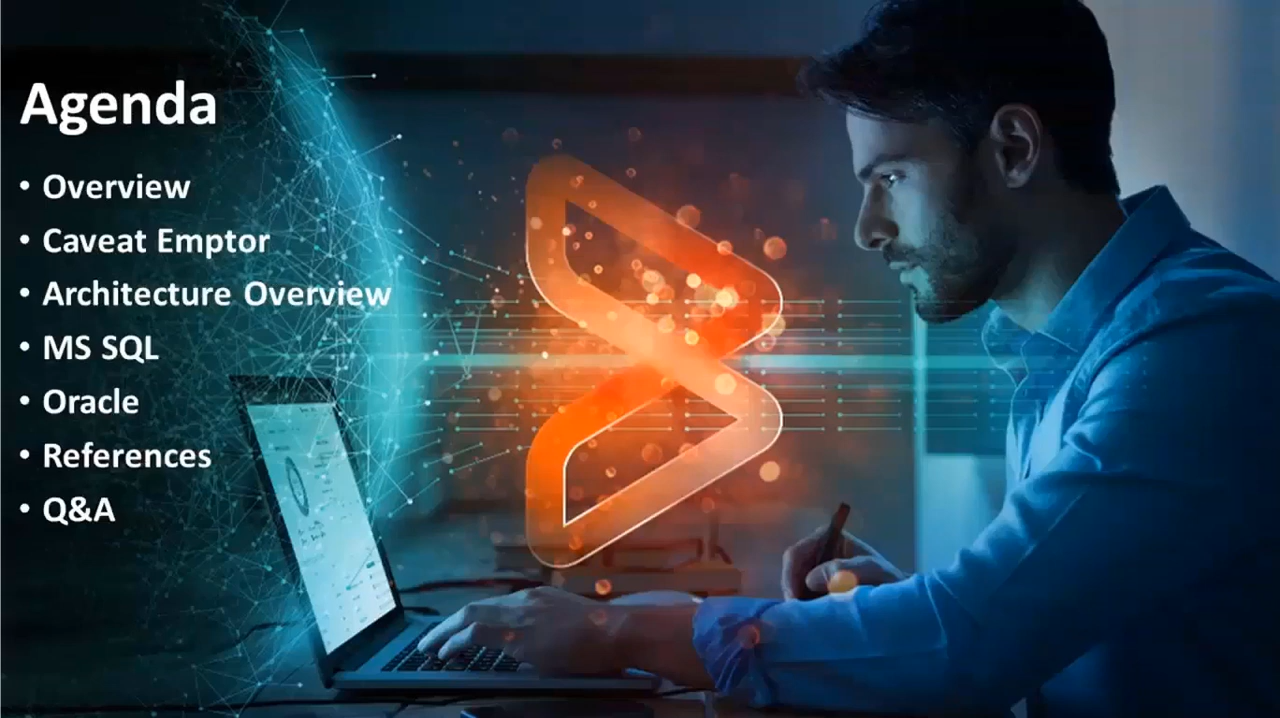 Agenda
• Overview
• Caveat Emptor
• Architecture Overview
• MS SQL
• Oracle
• References
• Q&A